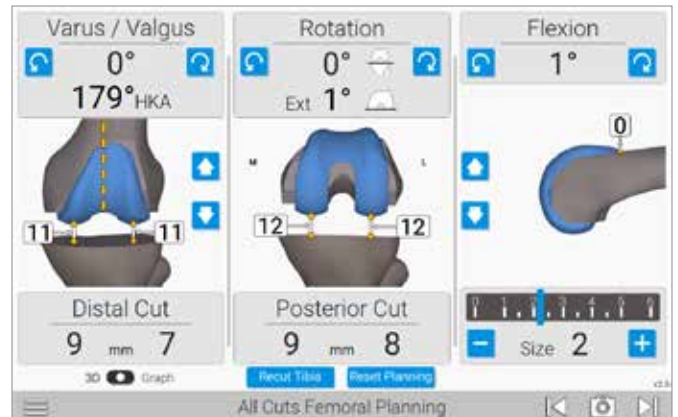 Varus / Valgus
0°
179° HKA
11
11
Distal Cut
9 mm 7
3D Graph
Rotation
0°
Ext 1°
M
L
12
12
Posterior Cut
9 mm 8
Recut Tibia
Reset Planning
Flexion
1°
0
Size 2
All Cuts Femoral Planning